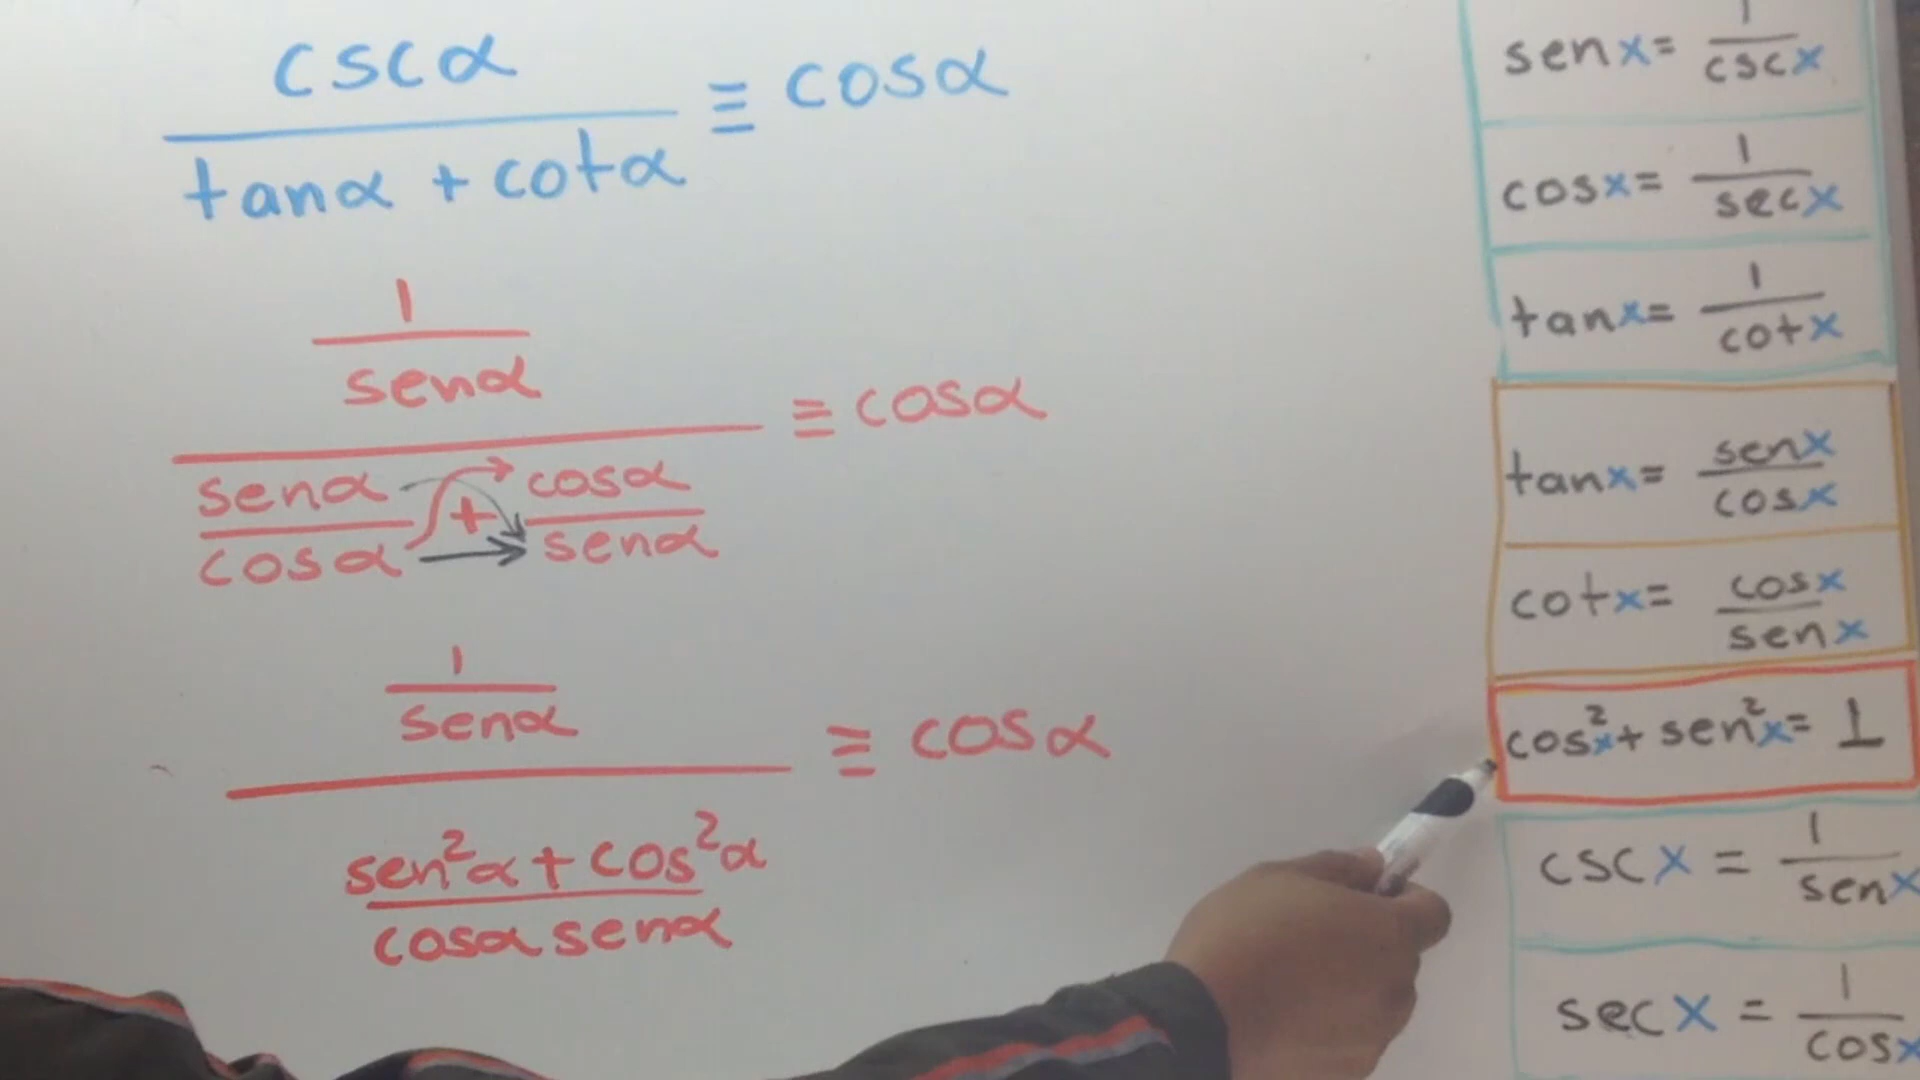 cscα
tanα + cotα
≡ cosα
1
senα
senα + cosα
cosα senα
≡ cosα
1
senα
sen²α + cos²α
cosα senα
≡ cosα
senx = 1
cscx
cosx = 1
secx
tanx = 1
cotx
tanx = senx
cosx
cotx = cosx
senx
cos²x + sen²x = 1
cscx = 1
senx
secx = 1
cosx